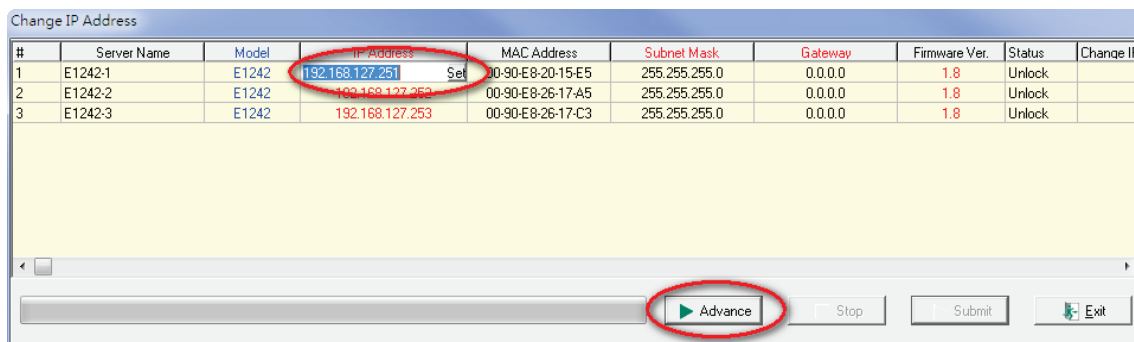 Change IP Address
# Server Name Model IP Address MAC Address Subnet Mask Gateway Firmware Ver. Status Change I
1 E1242-1 E1242 192.168.127.251 Set 00-90-E8-20-15-E5 255.255.255.0 0.0.0.0 1.8 Unlock
2 E1242-2 E1242 192.168.127.252 00-90-E8-26-17-A5 255.255.255.0 0.0.0.0 1.8 Unlock
3 E1242-3 E1242 192.168.127.253 00-90-E8-26-17-C3 255.255.255.0 0.0.0.0 1.8 Unlock
Advance Stop Submit Exit